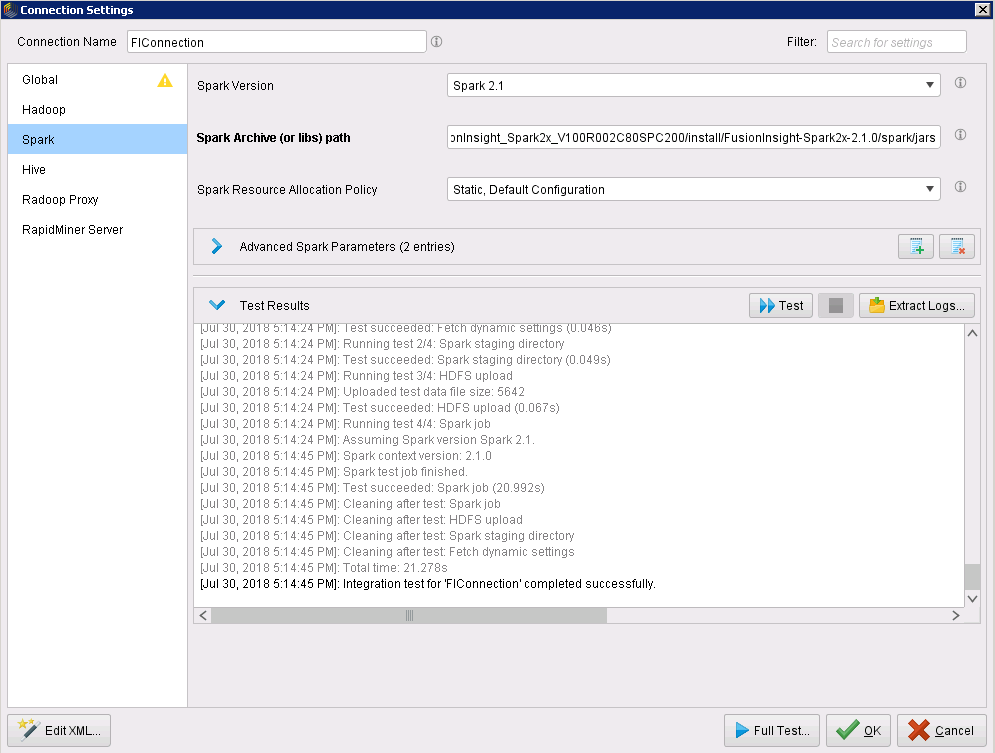 Connection Settings
Connection Name FIConnection Filter: Search for settings
Global
Hadoop
Spark
Hive
Radoop Proxy
RapidMiner Server
Spark Version Spark 2.1
Spark Archive (or libs) path onInsight_Spark2x_V100R002C80SPC200/install/FusionInsight-Spark2x-2.1.0/spark/jars
Spark Resource Allocation Policy Static, Default Configuration
Advanced Spark Parameters (2 entries)
Test Results Test Extract Logs...
[Jul 30, 2018 5:14:24 PM]: Test succeeded: Fetch dynamic settings (0.046s)
[Jul 30, 2018 5:14:24 PM]: Running test 2/4: Spark staging directory
[Jul 30, 2018 5:14:24 PM]: Test succeeded: Spark staging directory (0.049s)
[Jul 30, 2018 5:14:24 PM]: Running test 3/4: HDFS upload
[Jul 30, 2018 5:14:24 PM]: Uploaded test data file size: 5642
[Jul 30, 2018 5:14:24 PM]: Test succeeded: HDFS upload (0.067s)
[Jul 30, 2018 5:14:24 PM]: Running test 4/4: Spark job
[Jul 30, 2018 5:14:24 PM]: Assuming Spark version Spark 2.1.
[Jul 30, 2018 5:14:45 PM]: Spark context version: 2.1.0
[Jul 30, 2018 5:14:45 PM]: Spark test job finished.
[Jul 30, 2018 5:14:45 PM]: Test succeeded: Spark job (20.992s)
[Jul 30, 2018 5:14:45 PM]: Cleaning after test: Spark job
[Jul 30, 2018 5:14:45 PM]: Cleaning after test: HDFS upload
[Jul 30, 2018 5:14:45 PM]: Cleaning after test: Spark staging directory
[Jul 30, 2018 5:14:45 PM]: Cleaning after test: Fetch dynamic settings
[Jul 30, 2018 5:14:45 PM]: Total time: 21.278s
[Jul 30, 2018 5:14:45 PM]: Integration test for 'FIConnection' completed successfully.
Edit XML... Full Test... OK Cancel